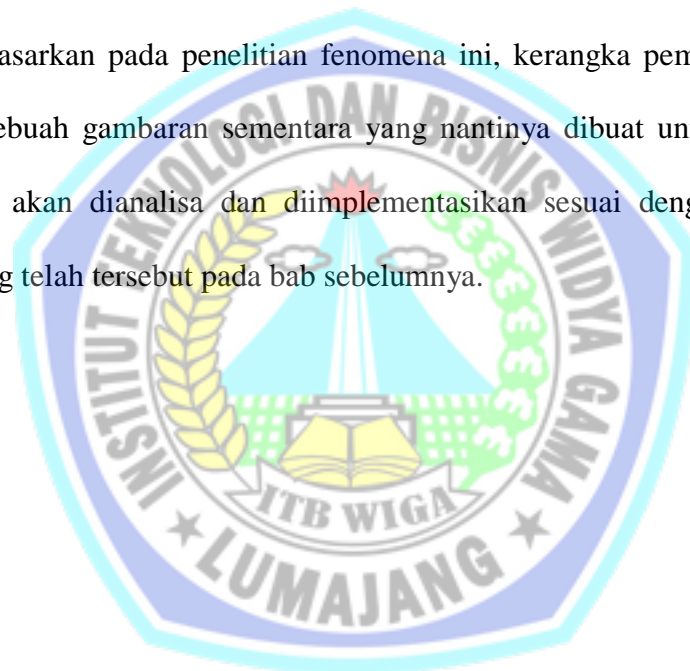 asarkan pada penelitian fenomena ini, kerangka pem
ebuah gambaran sementara yang nantinya dibuat un
akan dianalisa dan diimplementasikan sesuai deng
g telah tersebut pada bab sebelumnya.
INSTITUT TEKNOLOGI DAN BISNIS WIDYA GAMA
ITB WIGA
LUMAJANG